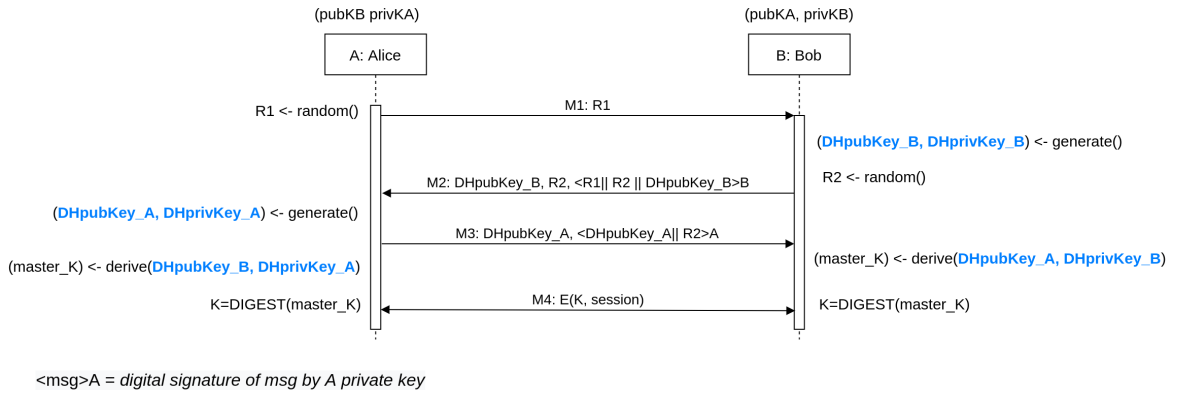 (pubKB privKA)
(pubKA, privKB)
A: Alice
B: Bob
R1 <- random()
M1: R1
(DHpubKey_B, DHprivKey_B) <- generate()
R2 <- random()
M2: DHpubKey_B, R2, <R1|| R2 || DHpubKey_B>B
(DHpubKey_A, DHprivKey_A) <- generate()
M3: DHpubKey_A, <DHpubKey_A|| R2>A
(master_K) <- derive(DHpubKey_B, DHprivKey_A)
(master_K) <- derive(DHpubKey_A, DHprivKey_B)
K=DIGEST(master_K)
M4: E(K, session)
K=DIGEST(master_K)
<msg>A = digital signature of msg by A private key